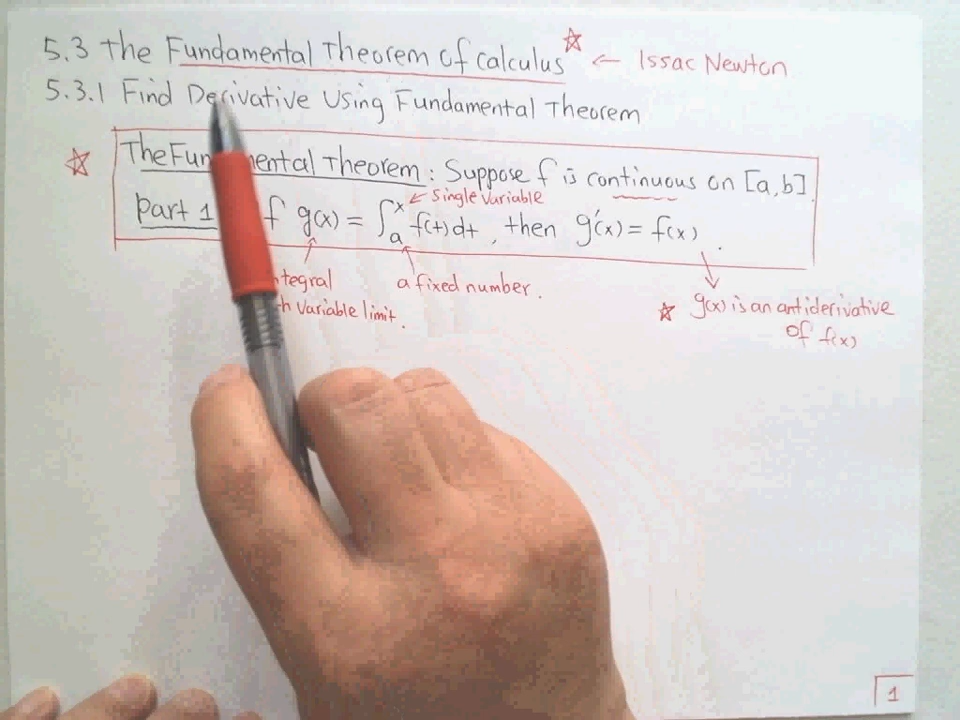 5.3 The Fundamental Theorem of Calculus ☆ ← Issac Newton
5.3.1 Find Derivative Using Fundamental Theorem
☆ The Fun mental Theorem: Suppose f is continuous on [a,b].
← Single Variable
Part 1 f g(x) = ∫ₐˣ f(t)dt, then g'(x) = f(x).
tegral
a fixed number.
☆ g(x) is an antiderivative
h Variable limit.
of f(x)
1